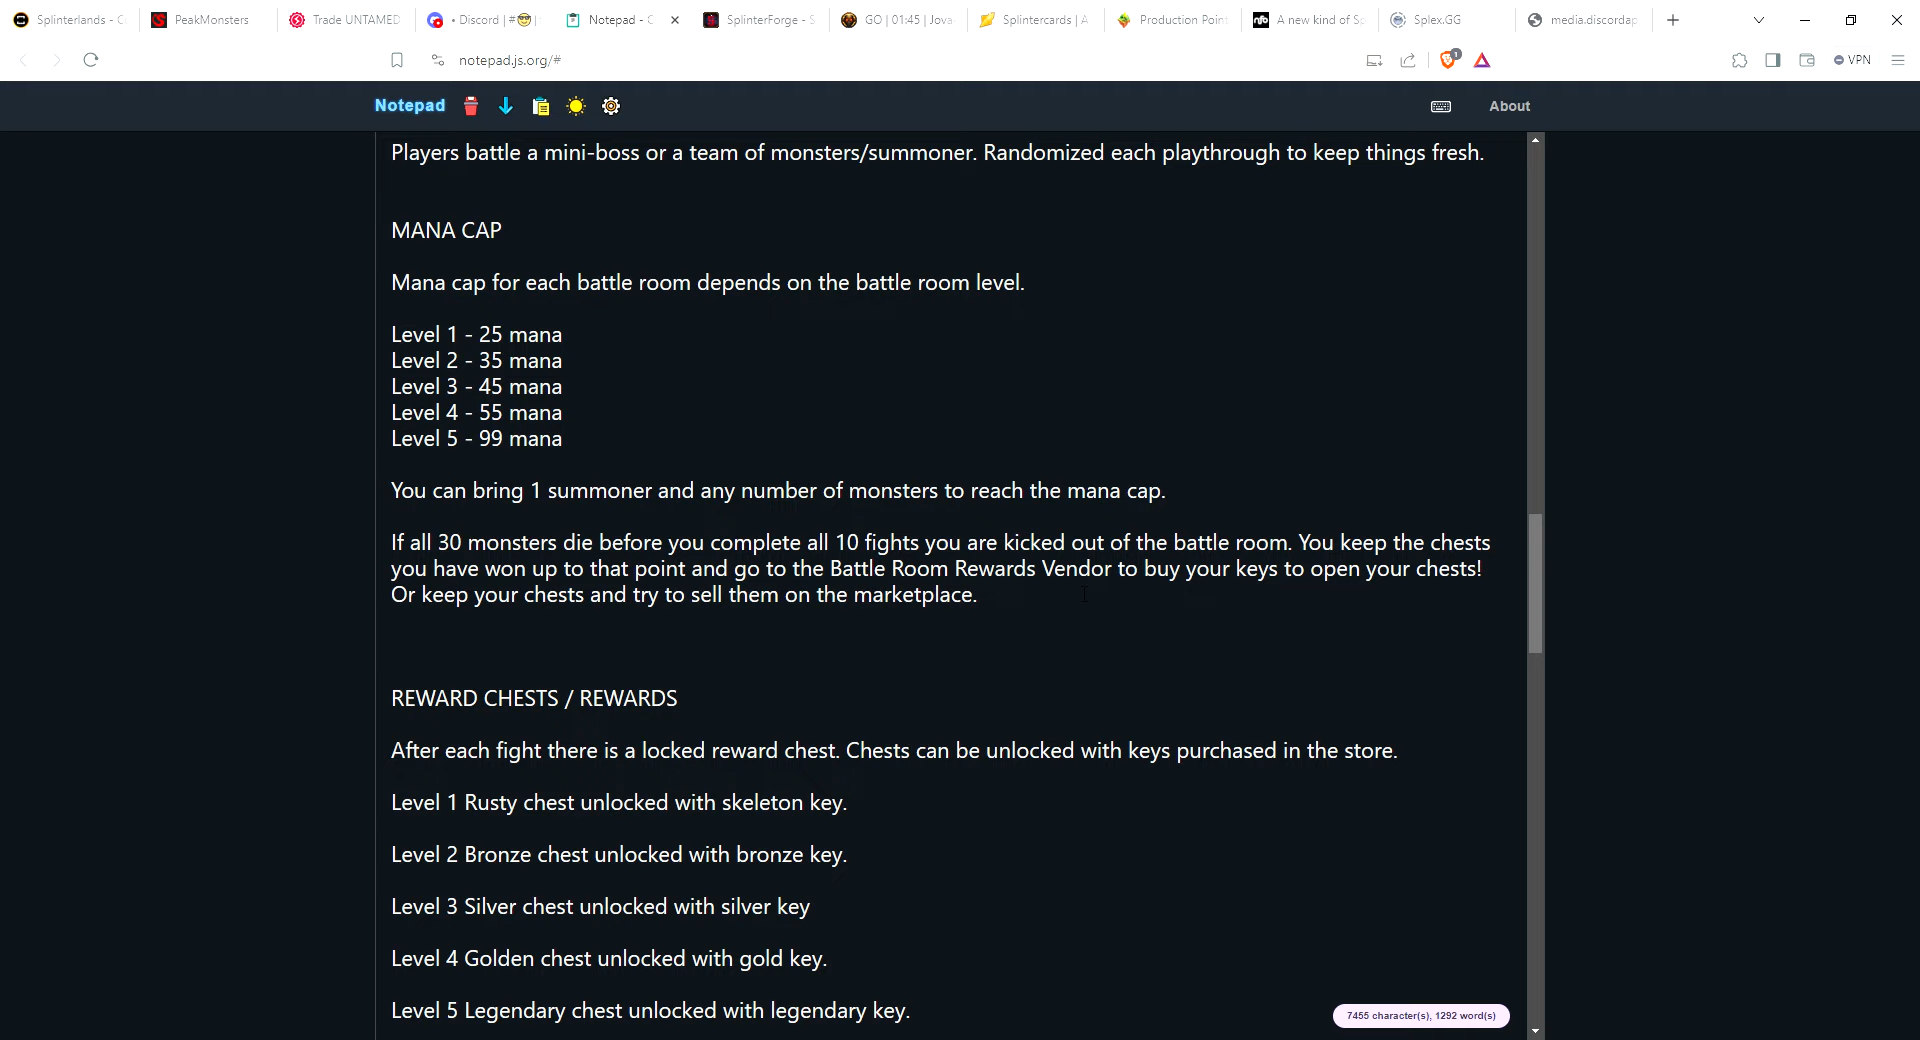 Splinterlands - C
PeakMonsters
Trade UNTAMED
• Discord | #😎|
Notepad - C
SplinterForge - S
GO | 01:45 | Jova
Splintercards | A
Production Point
A new kind of Sp
Splex.GG
media.discordap
notepad.js.org/#
1
VPN
Notepad
About
Players battle a mini-boss or a team of monsters/summoner. Randomized each playthrough to keep things fresh.
MANA CAP
Mana cap for each battle room depends on the battle room level.
Level 1 - 25 mana
Level 2 - 35 mana
Level 3 - 45 mana
Level 4 - 55 mana
Level 5 - 99 mana
You can bring 1 summoner and any number of monsters to reach the mana cap.
If all 30 monsters die before you complete all 10 fights you are kicked out of the battle room. You keep the chests
you have won up to that point and go to the Battle Room Rewards Vendor to buy your keys to open your chests!
Or keep your chests and try to sell them on the marketplace.
REWARD CHESTS / REWARDS
After each fight there is a locked reward chest. Chests can be unlocked with keys purchased in the store.
Level 1 Rusty chest unlocked with skeleton key.
Level 2 Bronze chest unlocked with bronze key.
Level 3 Silver chest unlocked with silver key
Level 4 Golden chest unlocked with gold key.
Level 5 Legendary chest unlocked with legendary key.
7455 character(s), 1292 word(s)